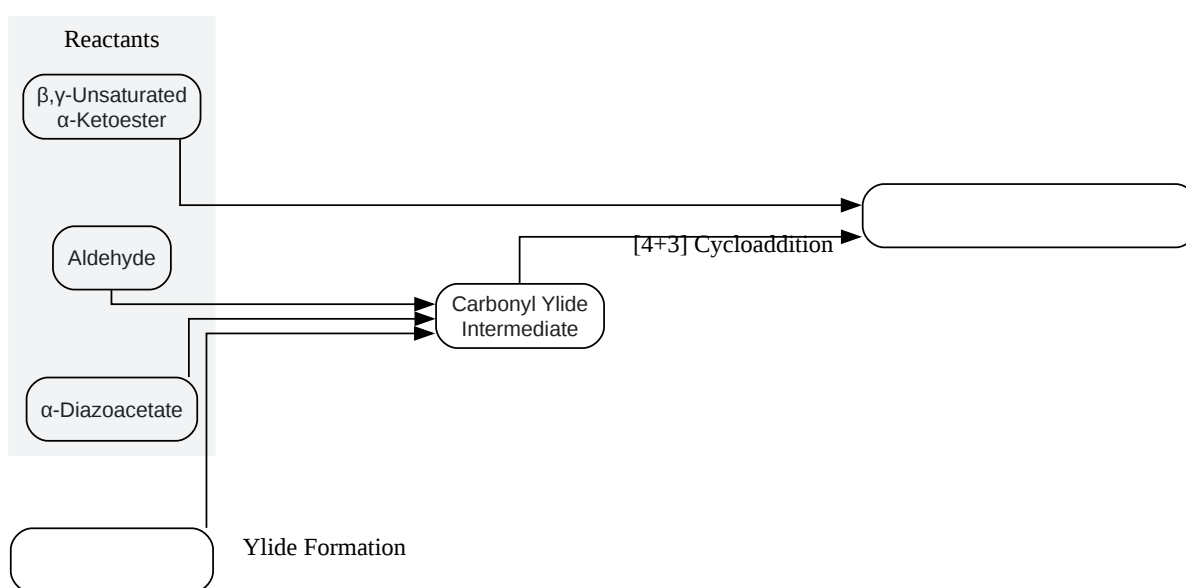 Reactants
β,γ-Unsaturated
α-Ketoester
Aldehyde
[4+3] Cycloaddition
Carbonyl Ylide
Intermediate
α-Diazoacetate
Ylide Formation